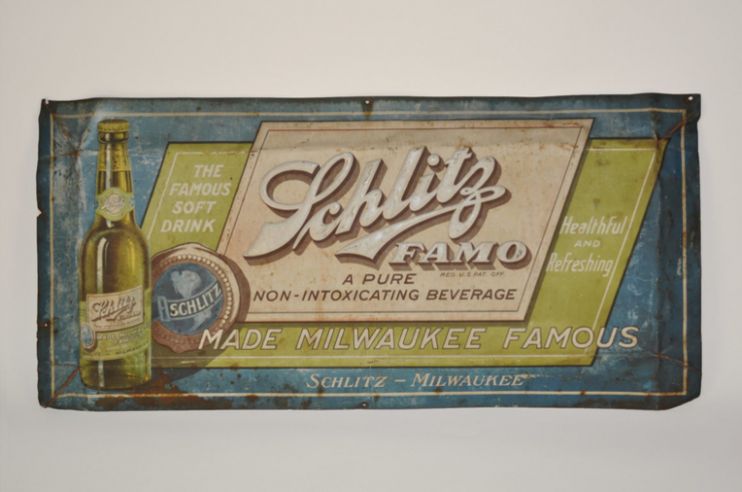 THE
FAMOUS
SOFT
DRINK
Schlitz
FAMO
REG. U.S. PAT. OFF.
A PURE
NON-INTOXICATING BEVERAGE
Healthful
AND
Refreshing
SCHLITZ
MADE MILWAUKEE FAMOUS
SCHLITZ – MILWAUKEE
Schlitz